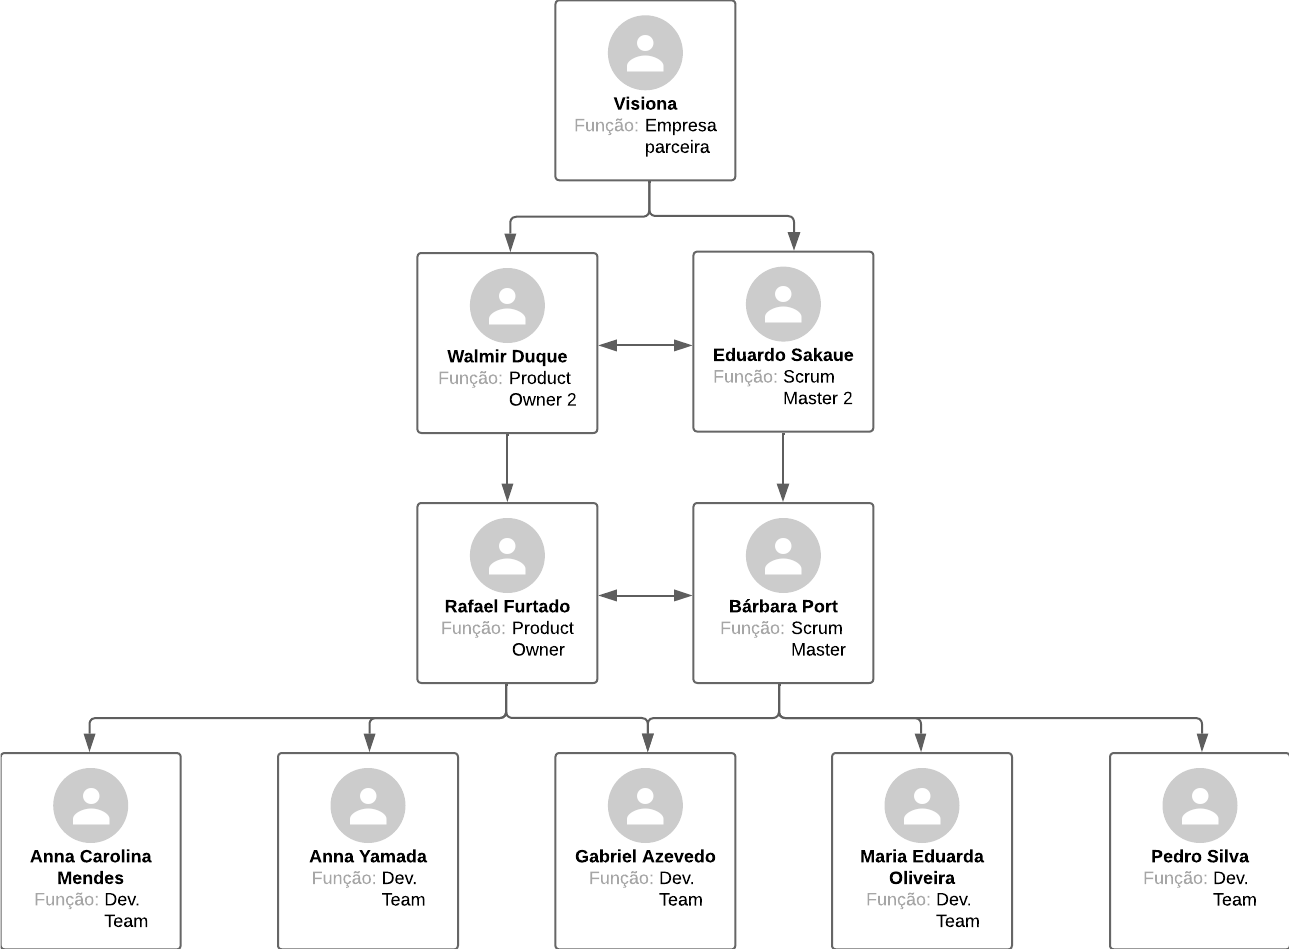 Visiona
Função: Empresa
parceira
Walmir Duque
Função: Product
Owner 2
Eduardo Sakaue
Função: Scrum
Master 2
Rafael Furtado
Função: Product
Owner
Bárbara Port
Função: Scrum
Master
Anna Carolina
Mendes
Função: Dev.
Team
Anna Yamada
Função: Dev.
Team
Gabriel Azevedo
Função: Dev.
Team
Maria Eduarda
Oliveira
Função: Dev.
Team
Pedro Silva
Função: Dev.
Team